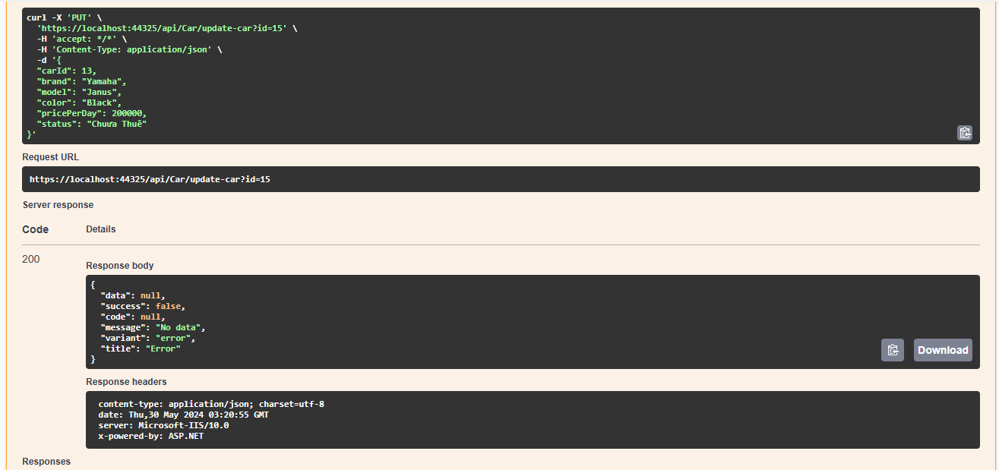 curl -X 'PUT' \
  'https://localhost:44325/api/Car/update-car?id=15' \
  -H 'accept: */*' \
  -H 'Content-Type: application/json' \
  -d '{
  "carId": 13,
  "brand": "Yamaha",
  "model": "Janus",
  "color": "Black",
  "pricePerDay": 200000,
  "status": "Chưa Thuê"
}'
Request URL
https://localhost:44325/api/Car/update-car?id=15
Server response
Code Details
200
Response body
{
  "data": null,
  "success": false,
  "code": null,
  "message": "No data",
  "variant": "error",
  "title": "Error"
}
Download
Response headers
content-type: application/json; charset=utf-8
date: Thu,30 May 2024 03:20:55 GMT
server: Microsoft-IIS/10.0
x-powered-by: ASP.NET
Responses